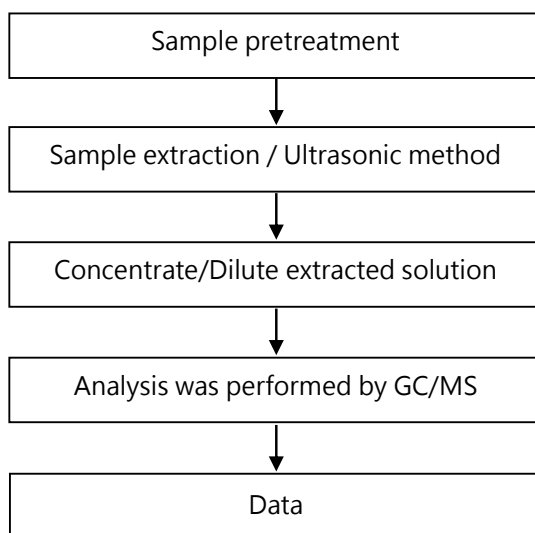 Sample pretreatment
Sample extraction / Ultrasonic method
Concentrate/Dilute extracted solution
Analysis was performed by GC/MS
Data